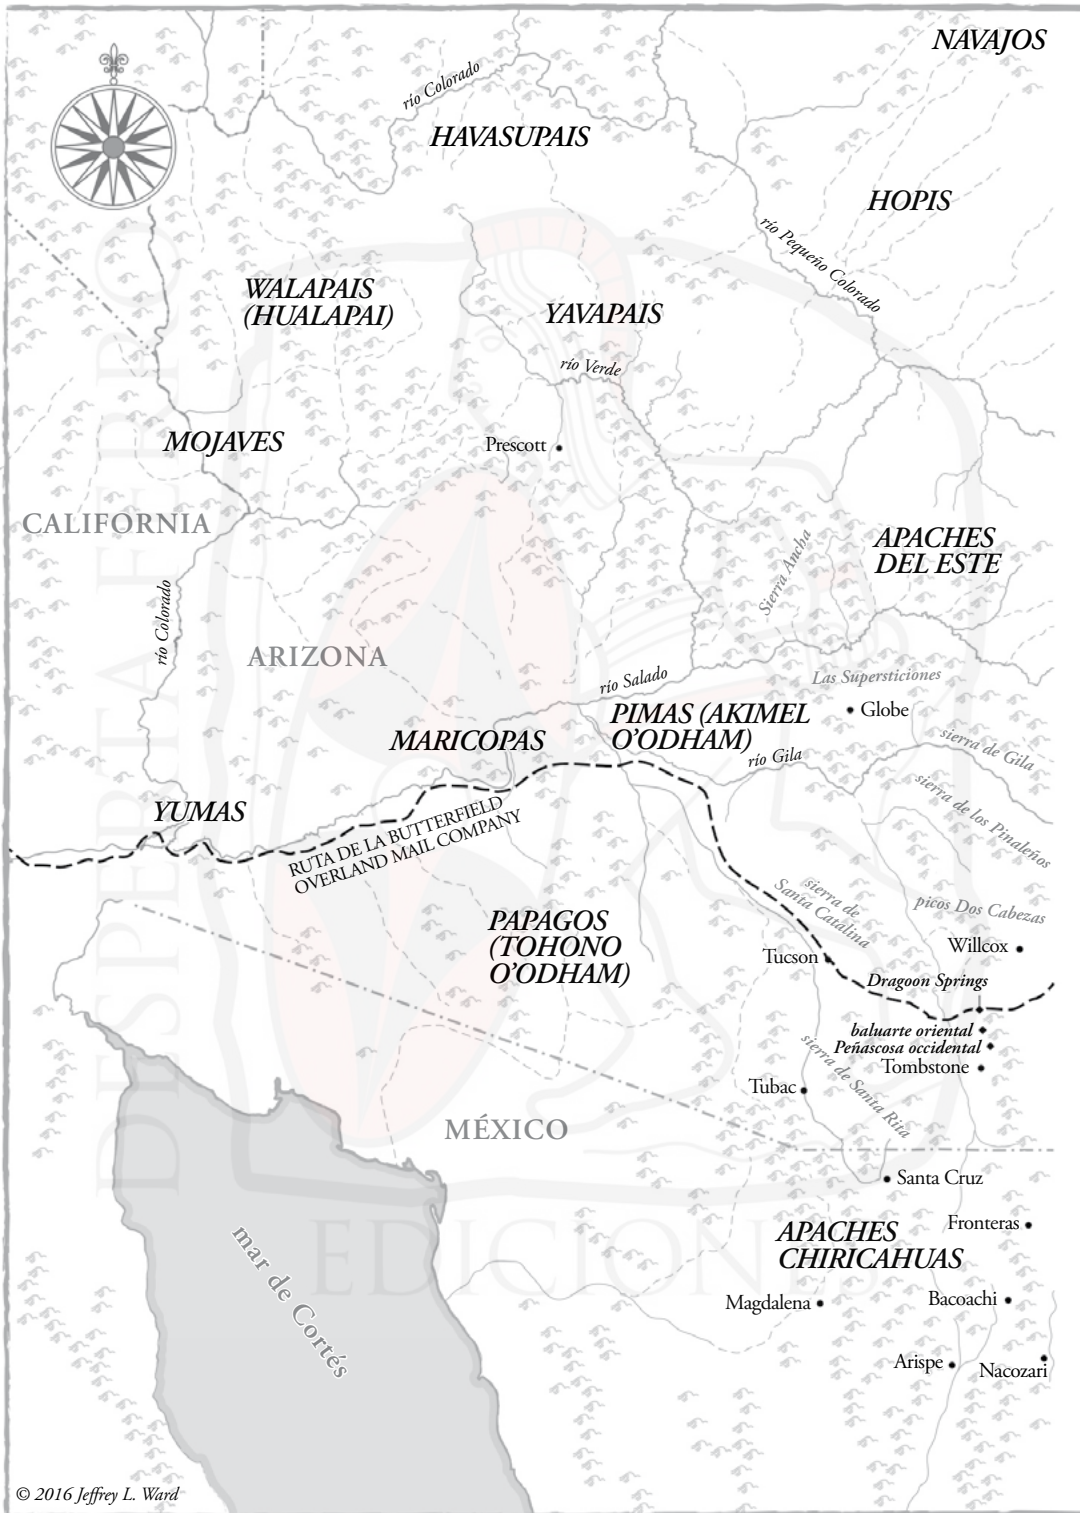 NAVAJOS
río Colorado
HAVASUPAIS
HOPIS
río Pequeño Colorado
WALAPAIS
(HUALAPAI)
YAVAPAIS
río Verde
MOJAVES
Prescott
CALIFORNIA
APACHES
DEL ESTE
Sierra Ancha
río Colorado
ARIZONA
río Salado
Las Supersticiones
Globe
PIMAS (AKIMEL
O'ODHAM)
MARICOPAS
río Gila
sierra de Gila
YUMAS
RUTA DE LA BUTTERFIELD
OVERLAND MAIL COMPANY
sierra de los Pinaleños
sierra de
Santa Catalina
picos Dos Cabezas
PAPAGOS
(TOHONO
O'ODHAM)
Willcox
Tucson
Dragoon Springs
baluarte oriental
Peñascosa occidental
Tombstone
sierra de Santa Rita
Tubac
MÉXICO
Santa Cruz
Fronteras
APACHES
CHIRICAHUAS
mar de Cortés
Magdalena
Bacoachi
Arispe
Nacozari
© 2016 Jeffrey L. Ward
DESPERTA FERRO
EDICIONES